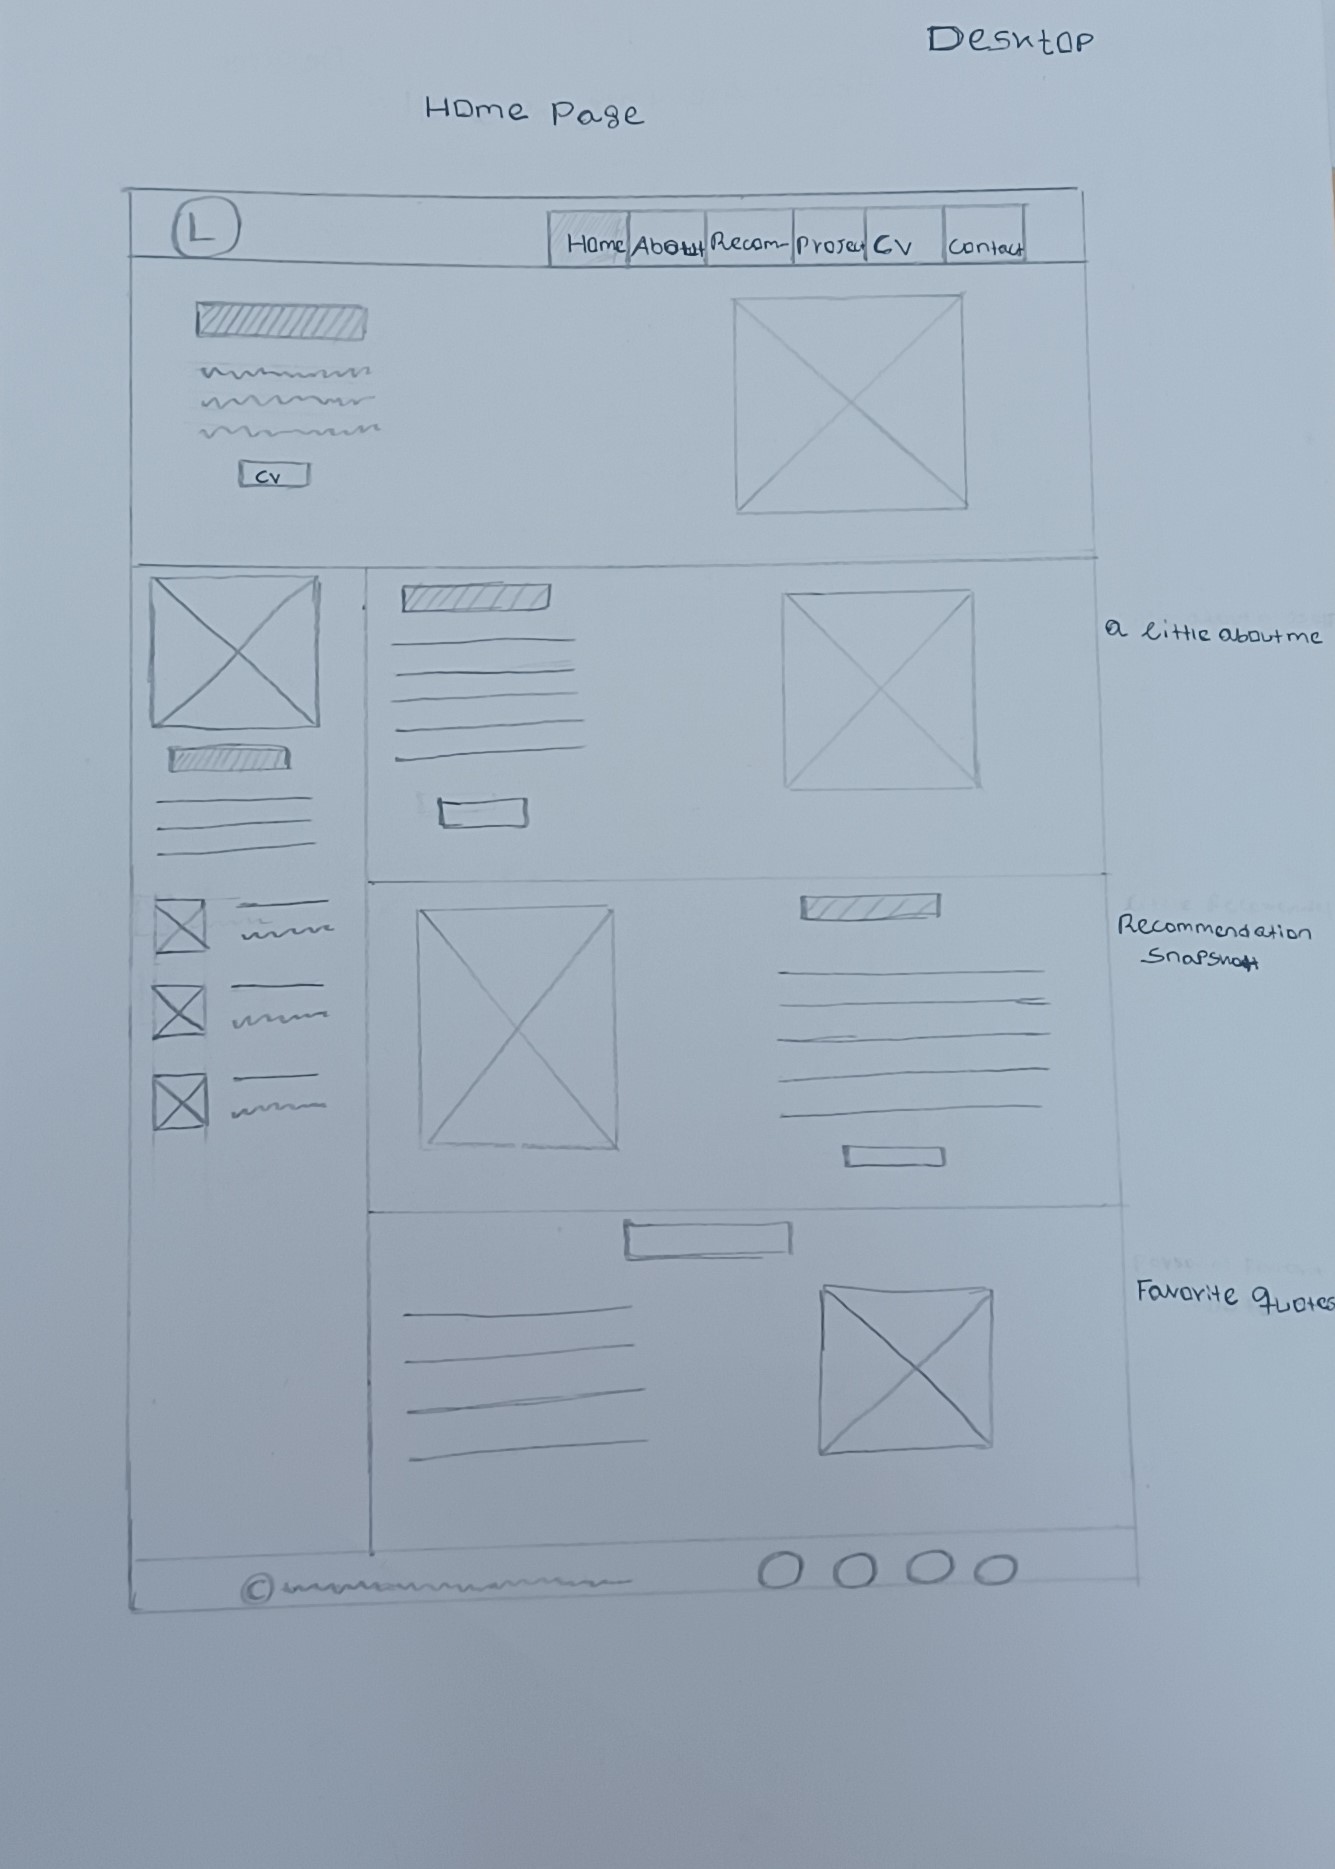 Desktop
Home Page
L
Home About Recom- Project CV Contact
CV
a little about me
Recommendation
Snapshot
Favorite quotes
©